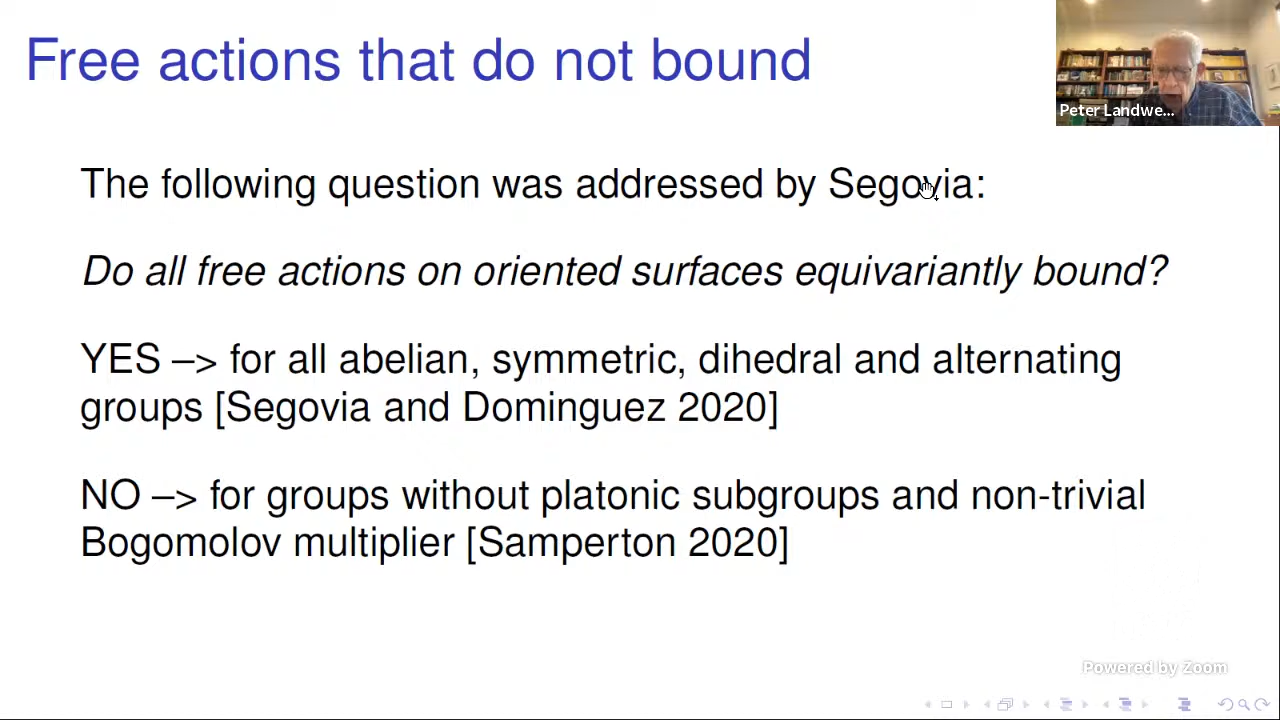 Free actions that do not bound
Peter Landwe...
The following question was addressed by Segovia:
Do all free actions on oriented surfaces equivariantly bound?
YES –> for all abelian, symmetric, dihedral and alternating
groups [Segovia and Dominguez 2020]
NO –> for groups without platonic subgroups and non-trivial
Bogomolov multiplier [Samperton 2020]
Powered by Zoom